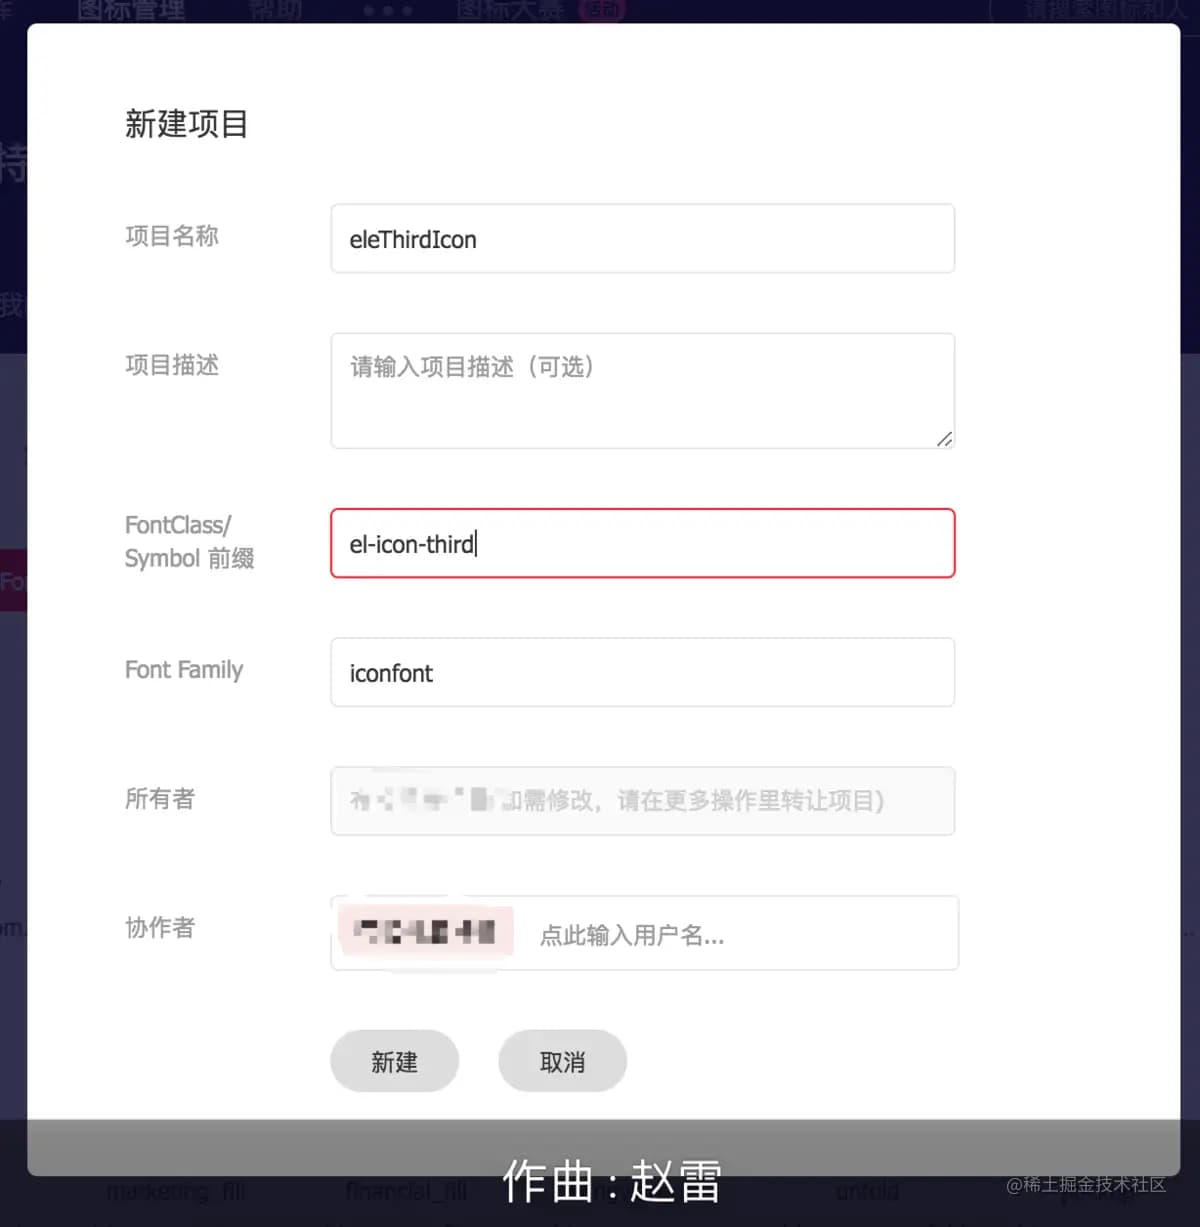 图标管理 帮助 ••• 图标大赛 活动
新建项目
项目名称
eleThirdIcon
项目描述
请输入项目描述（可选）
FontClass/
Symbol 前缀
el-icon-third
Font Family
iconfont
所有者
如需修改，请在更多操作里转让项目)
协作者
点此输入用户名...
新建
取消
marketing_fill financial_fill untold
作曲 : 赵雷
@稀土掘金技术社区